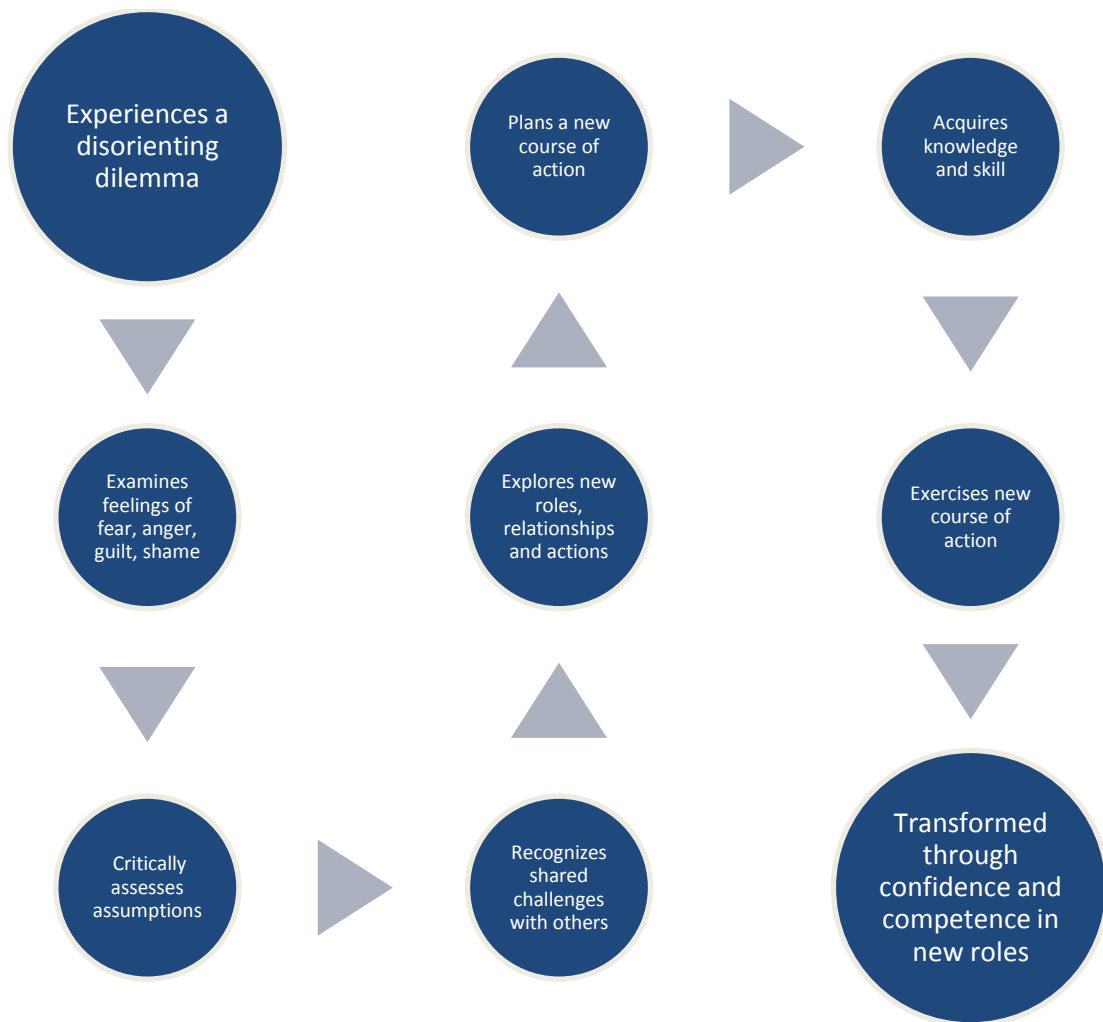 Experiences a
disorienting
dilemma
Examines
feelings of
fear, anger,
guilt, shame
Critically
assesses
assumptions
Recognizes
shared
challenges
with others
Explores new
roles,
relationships
and actions
Plans a new
course of
action
Acquires
knowledge
and skill
Exercises new
course of
action
Transformed
through
confidence and
competence in
new roles